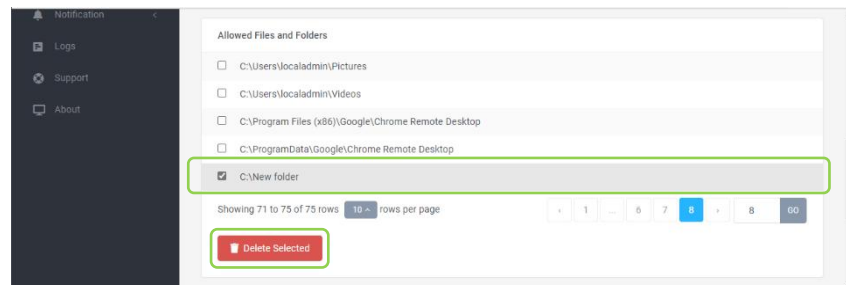 Notification
Logs
Support
About
Allowed Files and Folders
C:\Users\localadmin\Pictures
C:\Users\localadmin\Videos
C:\Program Files (x86)\Google\Chrome Remote Desktop
C:\ProgramData\Google\Chrome Remote Desktop
C:\New folder
Showing 71 to 75 of 75 rows 10 rows per page ‹ 1 ... 6 7 8 › 8 GO
Delete Selected